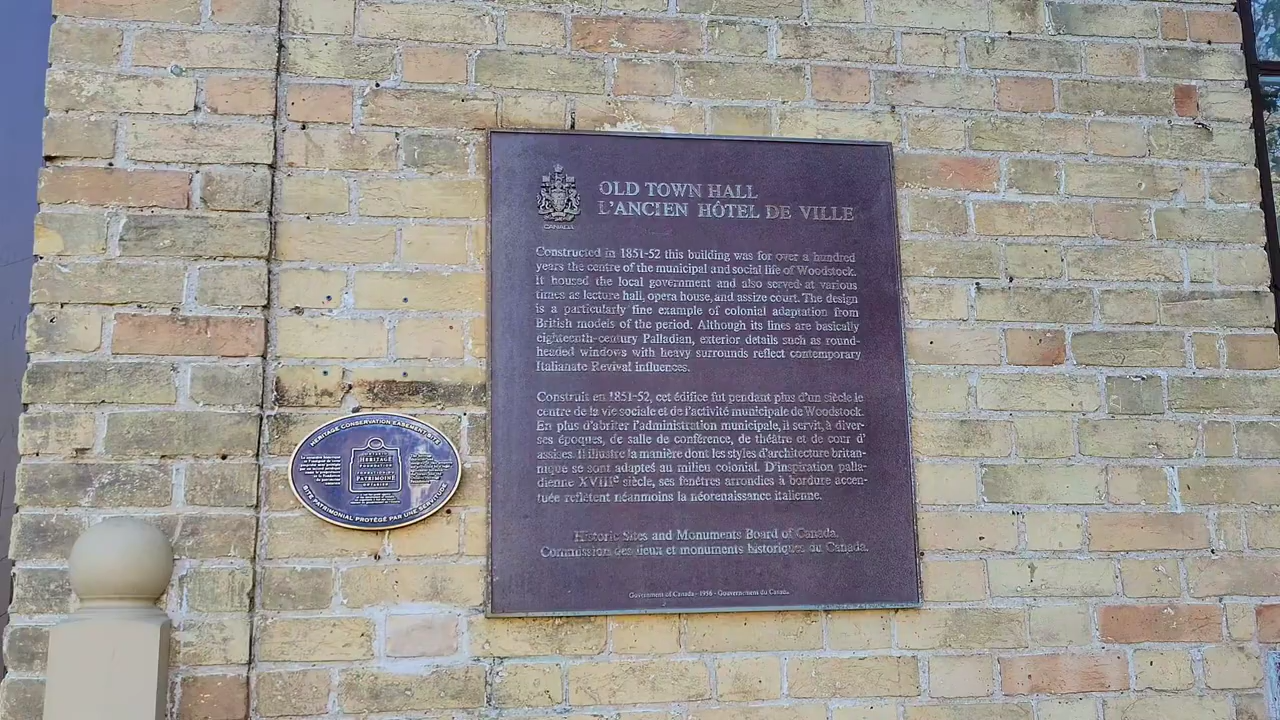 OLD TOWN HALL
L'ANCIEN HÔTEL DE VILLE
CANADA
Constructed in 1851-52 this building was for over a hundred
years the centre of the municipal and social life of Woodstock.
It housed the local government and also served at various
times as lecture hall, opera house, and assize court. The design
is a particularly fine example of colonial adaptation from
British models of the period. Although its lines are basically
eighteenth-century Palladian, exterior details such as round-
headed windows with heavy surrounds reflect contemporary
Italianate Revival influences.
Construit en 1851-52, cet édifice fut pendant plus d'un siècle le
centre de la vie sociale et de l'activité municipale de Woodstock.
En plus d'abriter l'administration municipale, il servit, à diver-
ses époques, de salle de conférence, de théâtre et de cour d'
assises. Il illustre la manière dont les styles d'architecture britan-
nique se sont adaptés au milieu colonial. D'inspiration palla-
dienne XVIIIe siècle, ses fenêtres arrondies à bordure accen-
tuée reflètent néanmoins la néorenaissance italienne.
Historic Sites and Monuments Board of Canada.
Commission des lieux et monuments historiques du Canada.
Government of Canada - 1956 - Gouvernement du Canada
HERITAGE CONSERVATION EASEMENT SITE
ONTARIO
HERITAGE
FOUNDATION
PATRIMOINE
SITE PATRIMONIAL PROTÉGÉ PAR UNE SERVITUDE